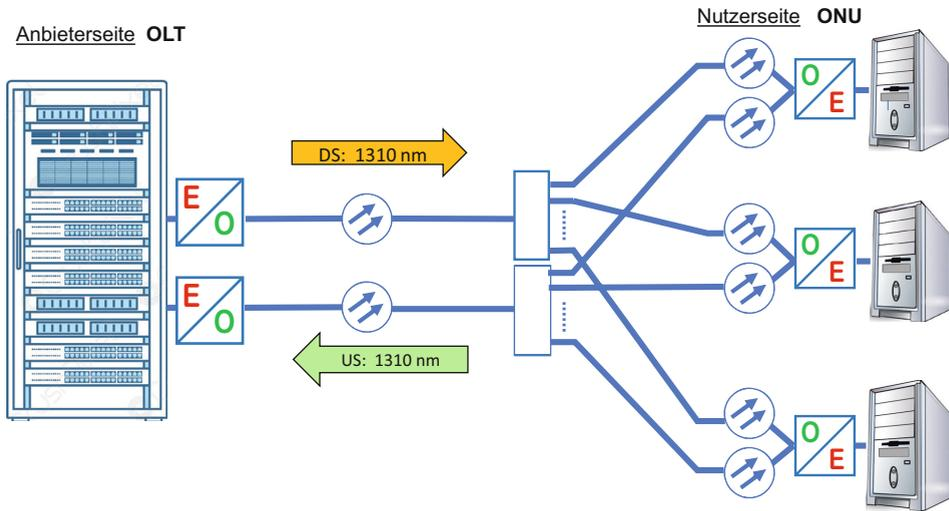 Nutzerseite ONU
Anbieterseite OLT
O
E
DS: 1310 nm
E
O
O
E
E
O
US: 1310 nm
O
E